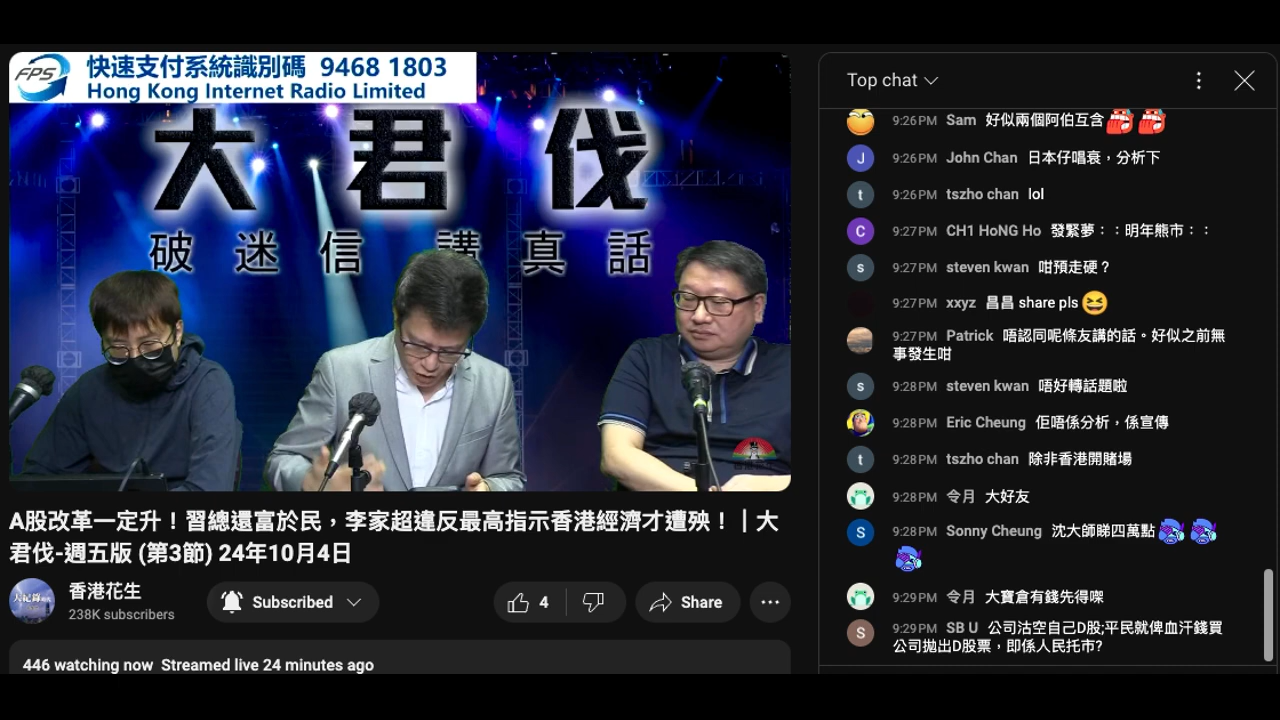 FPS
快速支付系統識別碼 9468 1803
Hong Kong Internet Radio Limited
大君伐
破迷信講真話
A股改革一定升！習總還富於民，李家超違反最高指示香港經濟才遭殃！｜大
君伐-週五版 (第3節) 24年10月4日
香港花生
238K subscribers
Subscribed
4
Share
446 watching now Streamed live 24 minutes ago
Top chat
9:26 PM Sam 好似兩個阿伯互含
J
9:26 PM John Chan 日本仔唱衰，分析下
t
9:26 PM tszho chan lol
C
9:27 PM CH1 HoNG Ho 發緊夢：：明年熊市：：
s
9:27 PM steven kwan 咁預走硬？
9:27 PM xxyz 昌昌 share pls
9:27 PM Patrick 唔認同呢條友講的話。好似之前無
事發生咁
s
9:28 PM steven kwan 唔好轉話題啦
9:28 PM Eric Cheung 佢唔係分析，係宣傳
t
9:28 PM tszho chan 除非香港開賭場
9:28 PM 令月 大好友
S
9:28 PM Sonny Cheung 沈大師睇四萬點
9:29 PM 令月 大寶倉有錢先得㗎
S
9:29 PM SB U 公司沽空自己D股;平民就俾血汗錢買
公司拋出D股票，即係人民托市?